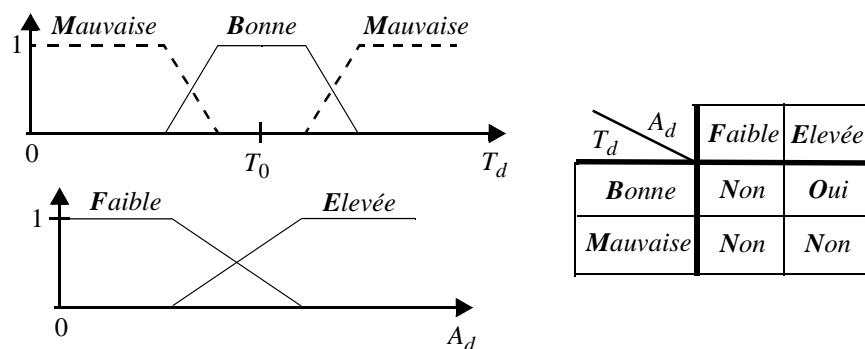 Mauvaise Bonne Mauvaise
1
0 T0 Td
Faible Elevée
1
0 Ad
Td Ad Faible Elevée
Bonne Non Oui
Mauvaise Non Non